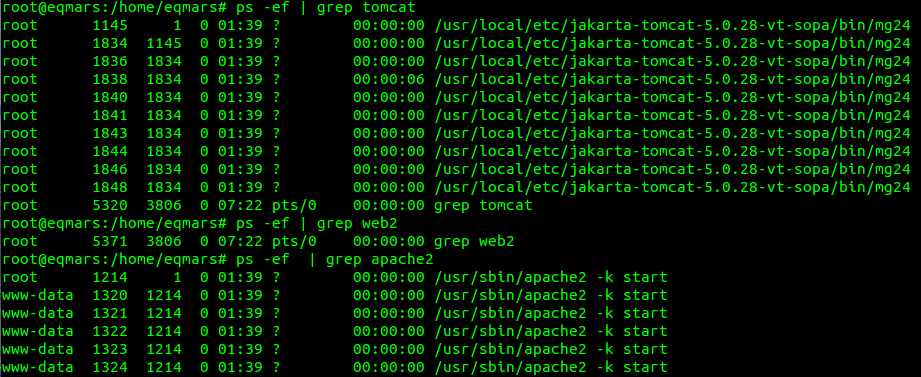 root@eqmars:/home/eqmars# ps -ef | grep tomcat
root      1145     1  0 01:39 ?        00:00:00 /usr/local/etc/jakarta-tomcat-5.0.28-vt-sopa/bin/mg24
root      1834  1145  0 01:39 ?        00:00:00 /usr/local/etc/jakarta-tomcat-5.0.28-vt-sopa/bin/mg24
root      1836  1834  0 01:39 ?        00:00:00 /usr/local/etc/jakarta-tomcat-5.0.28-vt-sopa/bin/mg24
root      1838  1834  0 01:39 ?        00:00:06 /usr/local/etc/jakarta-tomcat-5.0.28-vt-sopa/bin/mg24
root      1840  1834  0 01:39 ?        00:00:00 /usr/local/etc/jakarta-tomcat-5.0.28-vt-sopa/bin/mg24
root      1841  1834  0 01:39 ?        00:00:00 /usr/local/etc/jakarta-tomcat-5.0.28-vt-sopa/bin/mg24
root      1843  1834  0 01:39 ?        00:00:00 /usr/local/etc/jakarta-tomcat-5.0.28-vt-sopa/bin/mg24
root      1844  1834  0 01:39 ?        00:00:00 /usr/local/etc/jakarta-tomcat-5.0.28-vt-sopa/bin/mg24
root      1846  1834  0 01:39 ?        00:00:00 /usr/local/etc/jakarta-tomcat-5.0.28-vt-sopa/bin/mg24
root      1848  1834  0 01:39 ?        00:00:00 /usr/local/etc/jakarta-tomcat-5.0.28-vt-sopa/bin/mg24
root      5320  3806  0 07:22 pts/0    00:00:00 grep tomcat
root@eqmars:/home/eqmars# ps -ef | grep web2
root      5371  3806  0 07:22 pts/0    00:00:00 grep web2
root@eqmars:/home/eqmars# ps -ef  | grep apache2
root      1214     1  0 01:39 ?        00:00:00 /usr/sbin/apache2 -k start
www-data  1320  1214  0 01:39 ?        00:00:00 /usr/sbin/apache2 -k start
www-data  1321  1214  0 01:39 ?        00:00:00 /usr/sbin/apache2 -k start
www-data  1322  1214  0 01:39 ?        00:00:00 /usr/sbin/apache2 -k start
www-data  1323  1214  0 01:39 ?        00:00:00 /usr/sbin/apache2 -k start
www-data  1324  1214  0 01:39 ?        00:00:00 /usr/sbin/apache2 -k start